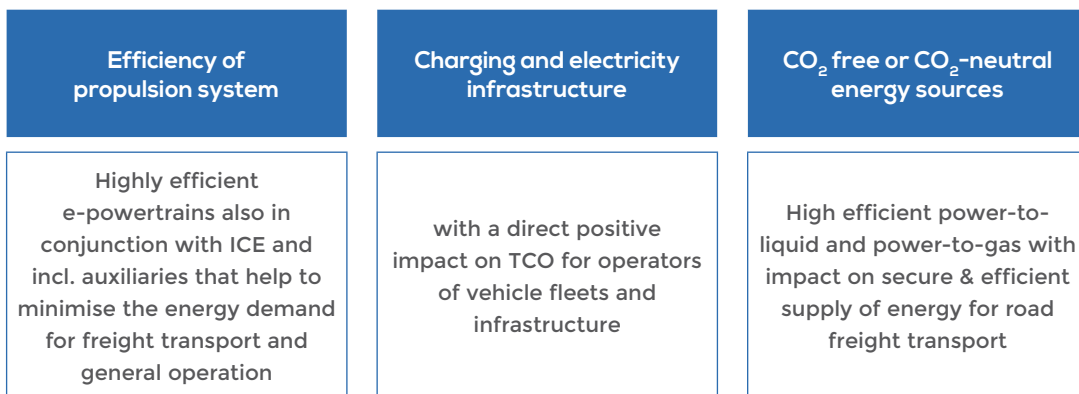 Efficiency of
propulsion system
Highly efficient
e-powertrains also in
conjunction with ICE and
incl. auxiliaries that help to
minimise the energy demand
for freight transport and
general operation
Charging and electricity
infrastructure
with a direct positive
impact on TCO for operators
of vehicle fleets and
infrastructure
CO₂ free or CO₂-neutral
energy sources
High efficient power-to-
liquid and power-to-gas with
impact on secure & efficient
supply of energy for road
freight transport